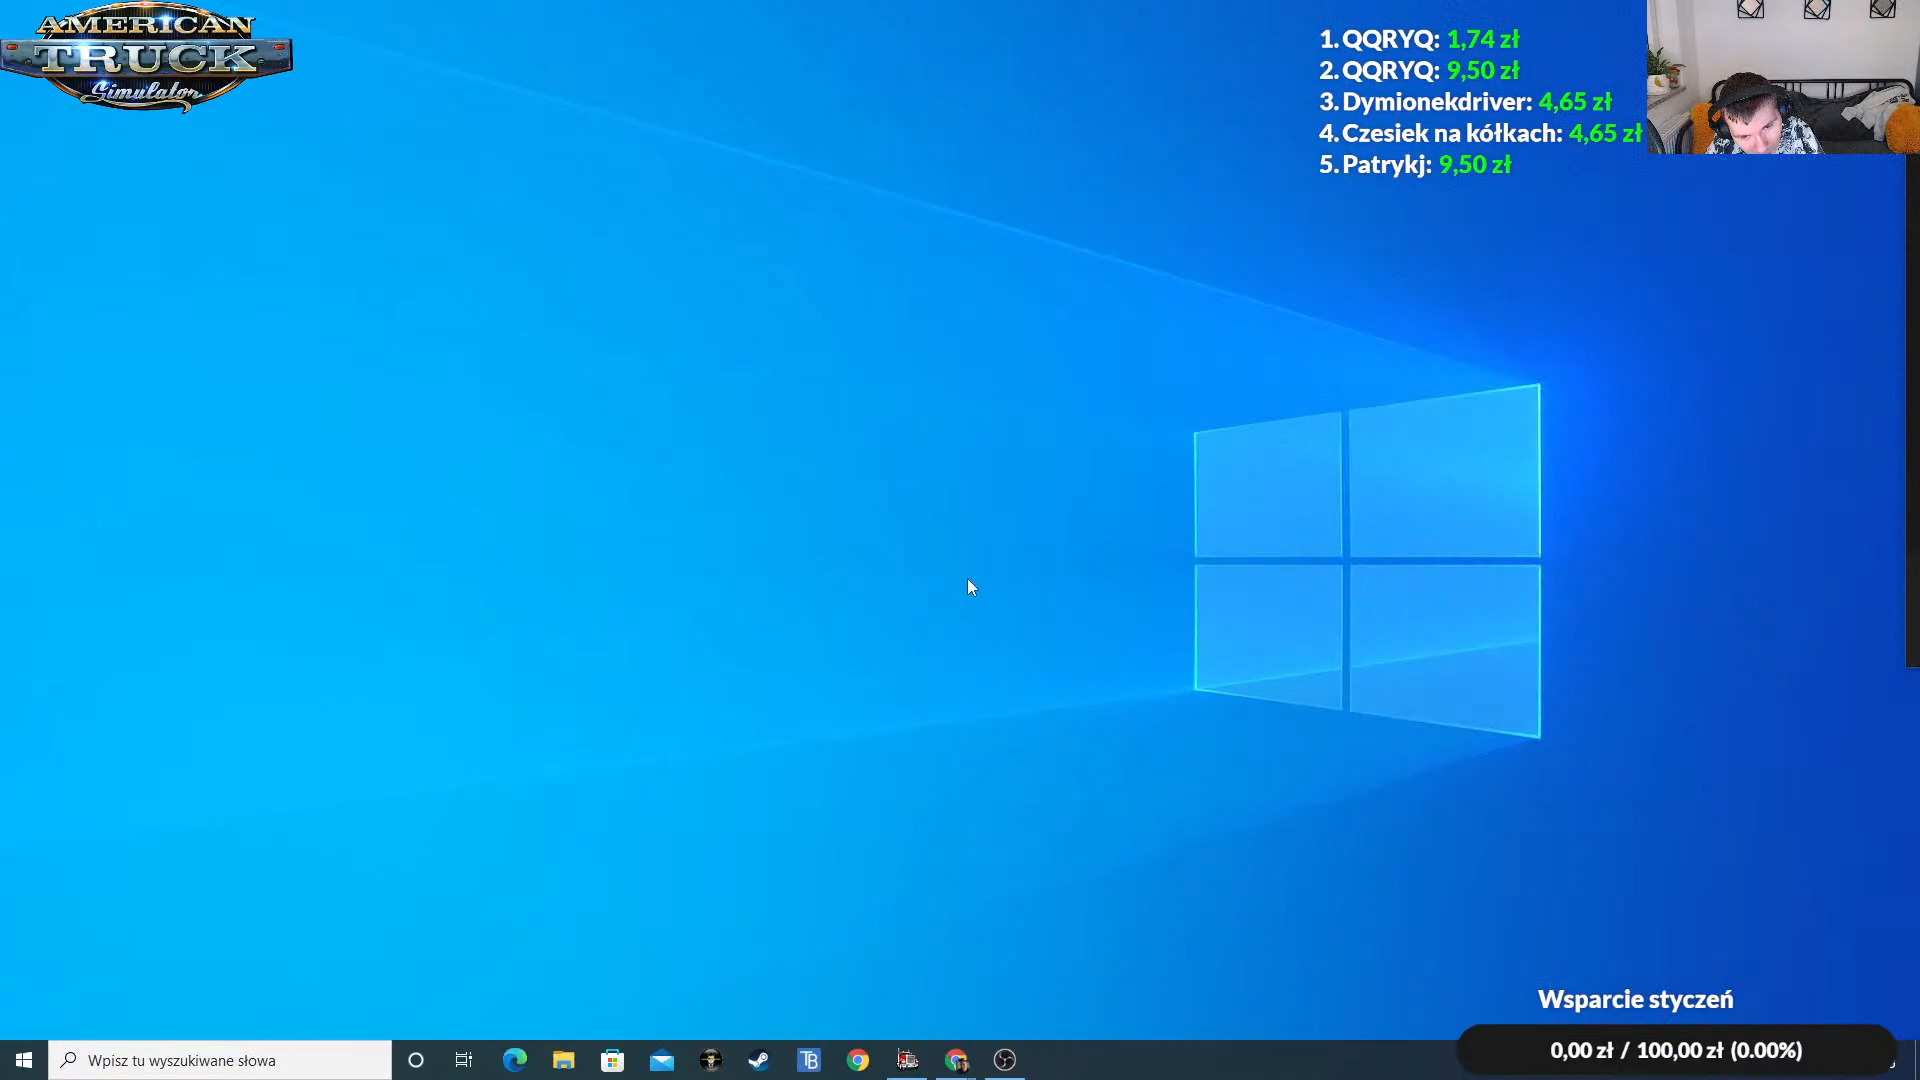 AMERICAN
TRUCK
Simulator
1. QQRYQ: 1,74 zł
2. QQRYQ: 9,50 zł
3. Dymionekdriver: 4,65 zł
4. Czesiek na kółkach: 4,65 zł
5. Patrykj: 9,50 zł
Wsparcie styczeń
0,00 zł / 100,00 zł (0.00%)
Wpisz tu wyszukiwane słowa
TB